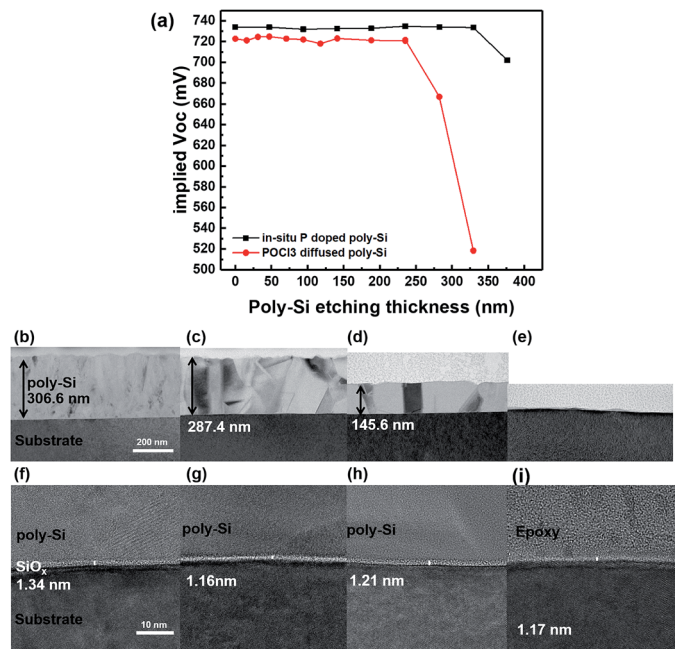 (a)
740
720
700
680
660
640
620
600
580
560
540
520
500
implied Voc (mV)
in-situ P doped poly-Si
POCl3 diffused poly-Si
0 50 100 150 200 250 300 350 400
Poly-Si etching thickness (nm)
(b) (c) (d) (e)
poly-Si
306.6 nm
287.4 nm
145.6 nm
Substrate
200 nm
(f) (g) (h) (i)
poly-Si
poly-Si
poly-Si
Epoxy
SiOx
1.34 nm
1.16nm
1.21 nm
1.17 nm
Substrate
10 nm